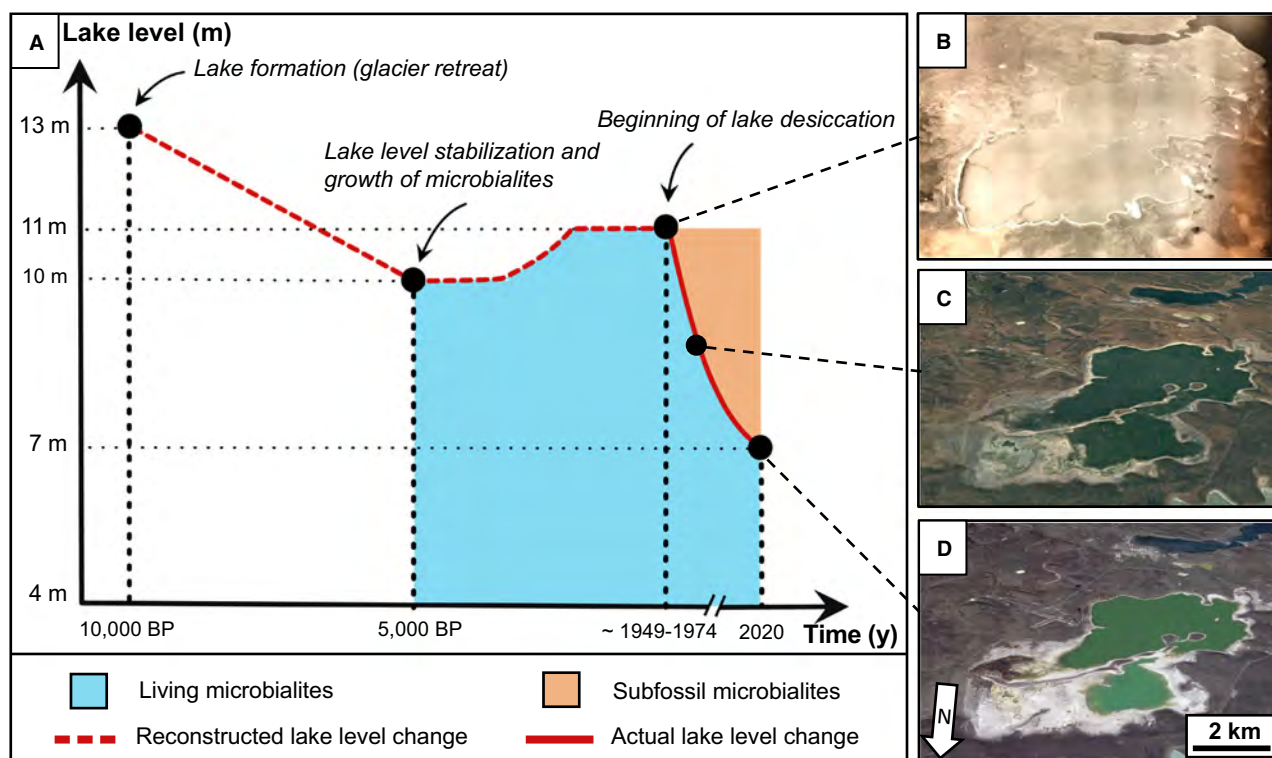 A
Lake level (m)
Lake formation (glacier retreat)
Beginning of lake desiccation
Lake level stabilization and
growth of microbialites
13 m
11 m
10 m
7 m
4 m
10,000 BP
5,000 BP
~ 1949-1974
2020
Time (y)
Living microbialites
Subfossil microbialites
Reconstructed lake level change
Actual lake level change
B
C
D
N
2 km